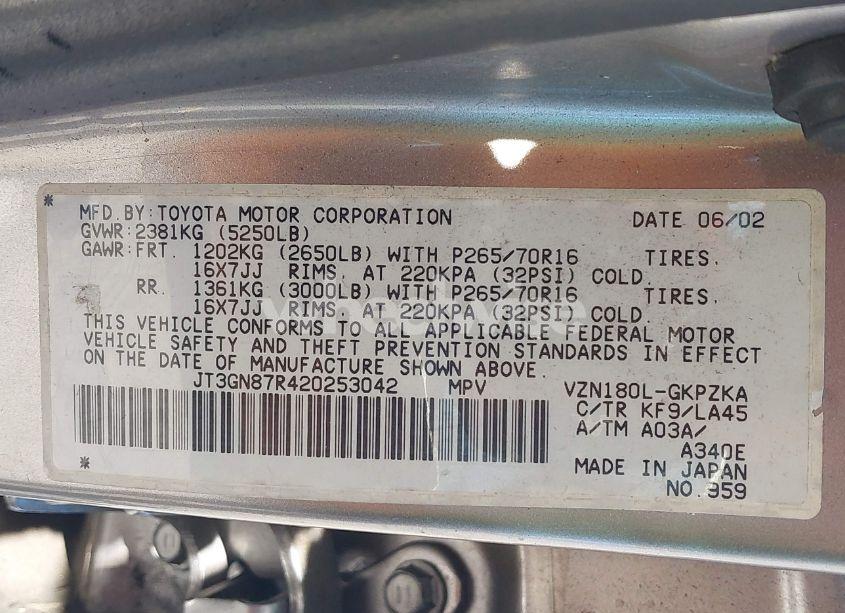 MFD.BY:TOYOTA MOTOR CORPORATION DATE 06/02
GVWR:2381KG (5250LB)
GAWR:FRT. 1202KG (2650LB) WITH P265/70R16 TIRES.
16X7JJ RIMS. AT 220KPA (32PSI) COLD.
RR. 1361KG (3000LB) WITH P265/70R16 TIRES.
16X7JJ RIMS. AT 220KPA (32PSI) COLD
THIS VEHICLE CONFORMS TO ALL APPLICABLE FEDERAL MOTOR
VEHICLE SAFETY AND THEFT PREVENTION STANDARDS IN EFFECT
ON THE DATE OF MANUFACTURE SHOWN ABOVE.
JT3GN87R420253042 MPV VZN180L-GKPZKA
C/TR KF9/LA45
A/TM A03A/
A340E
MADE IN JAPAN
NO.959